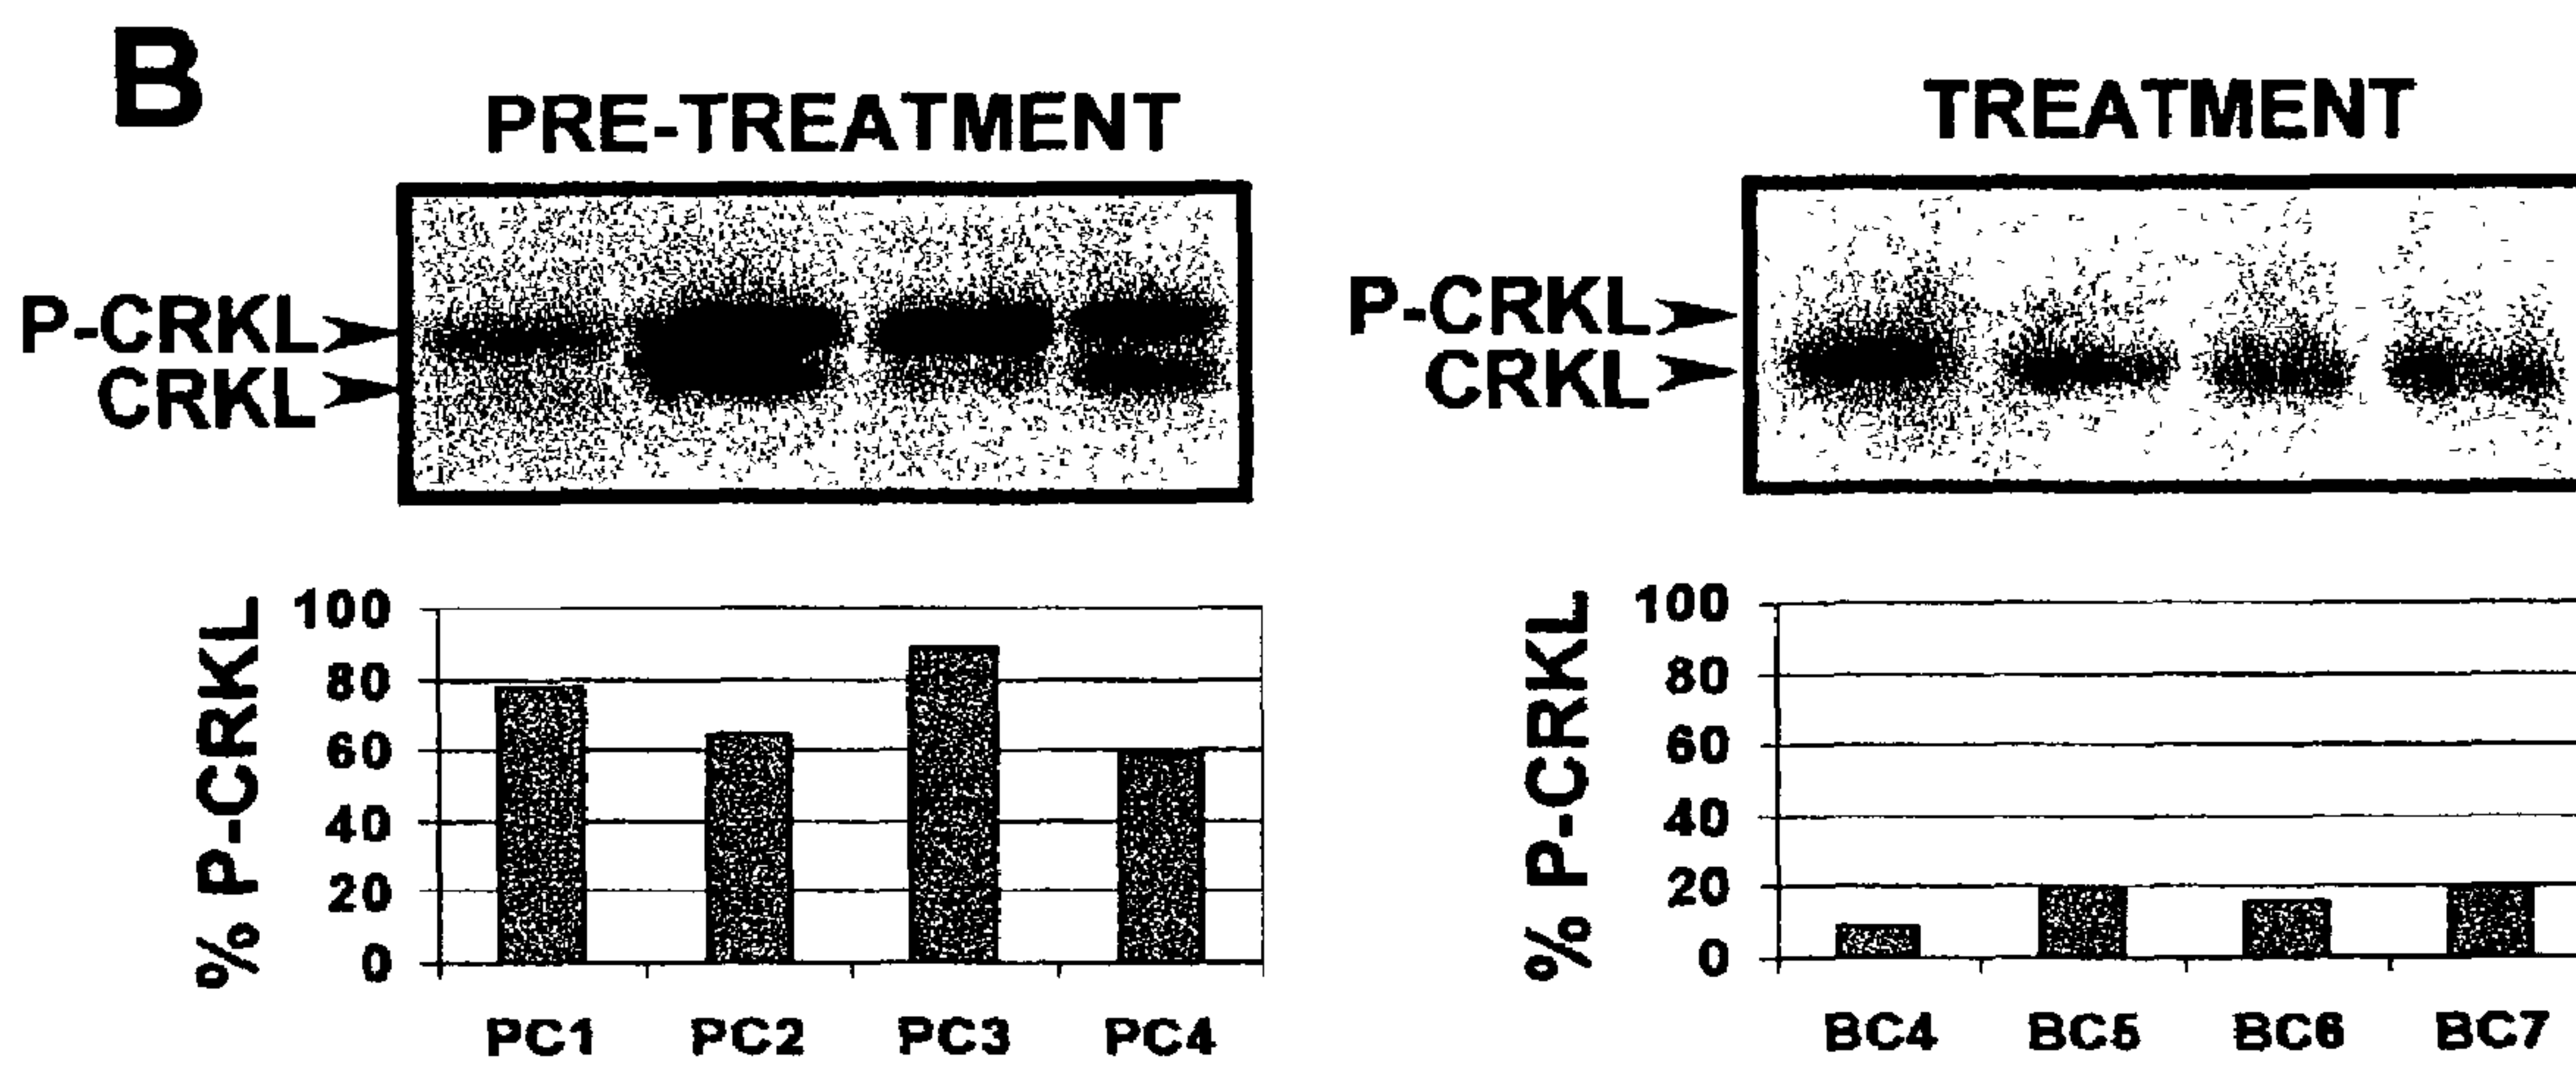 B
PRE-TREATMENT
P-CRKL
CRKL
% P-CRKL
100
80
60
40
20
0
PC1 PC2 PC3 PC4
TREATMENT
P-CRKL
CRKL
% P-CRKL
100
80
60
40
20
0
BC4 BC5 BC6 BC7